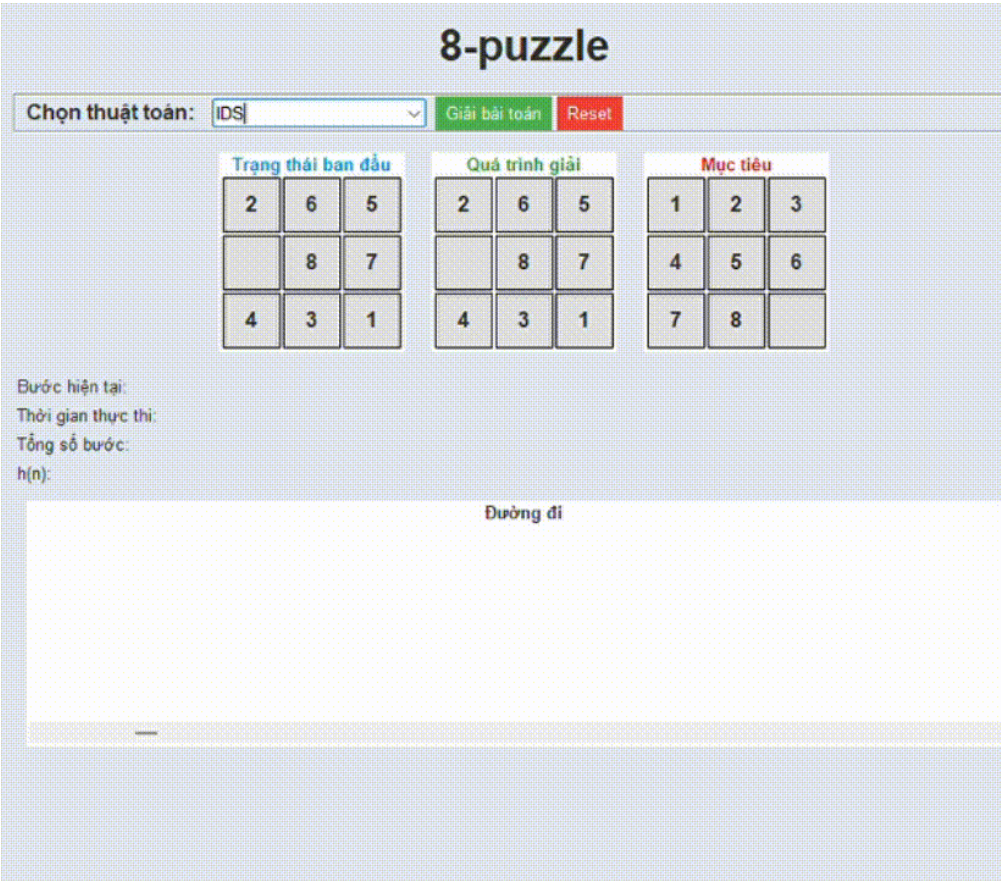 8-puzzle
Chọn thuật toán: IDS Giải bài toán Reset
Trạng thái ban đầu Quá trình giải Mục tiêu
2 6 5 2 6 5 1 2 3
8 7 8 7 4 5 6
4 3 1 4 3 1 7 8
Bước hiện tại:
Thời gian thực thi:
Tổng số bước:
h(n):
Đường đi